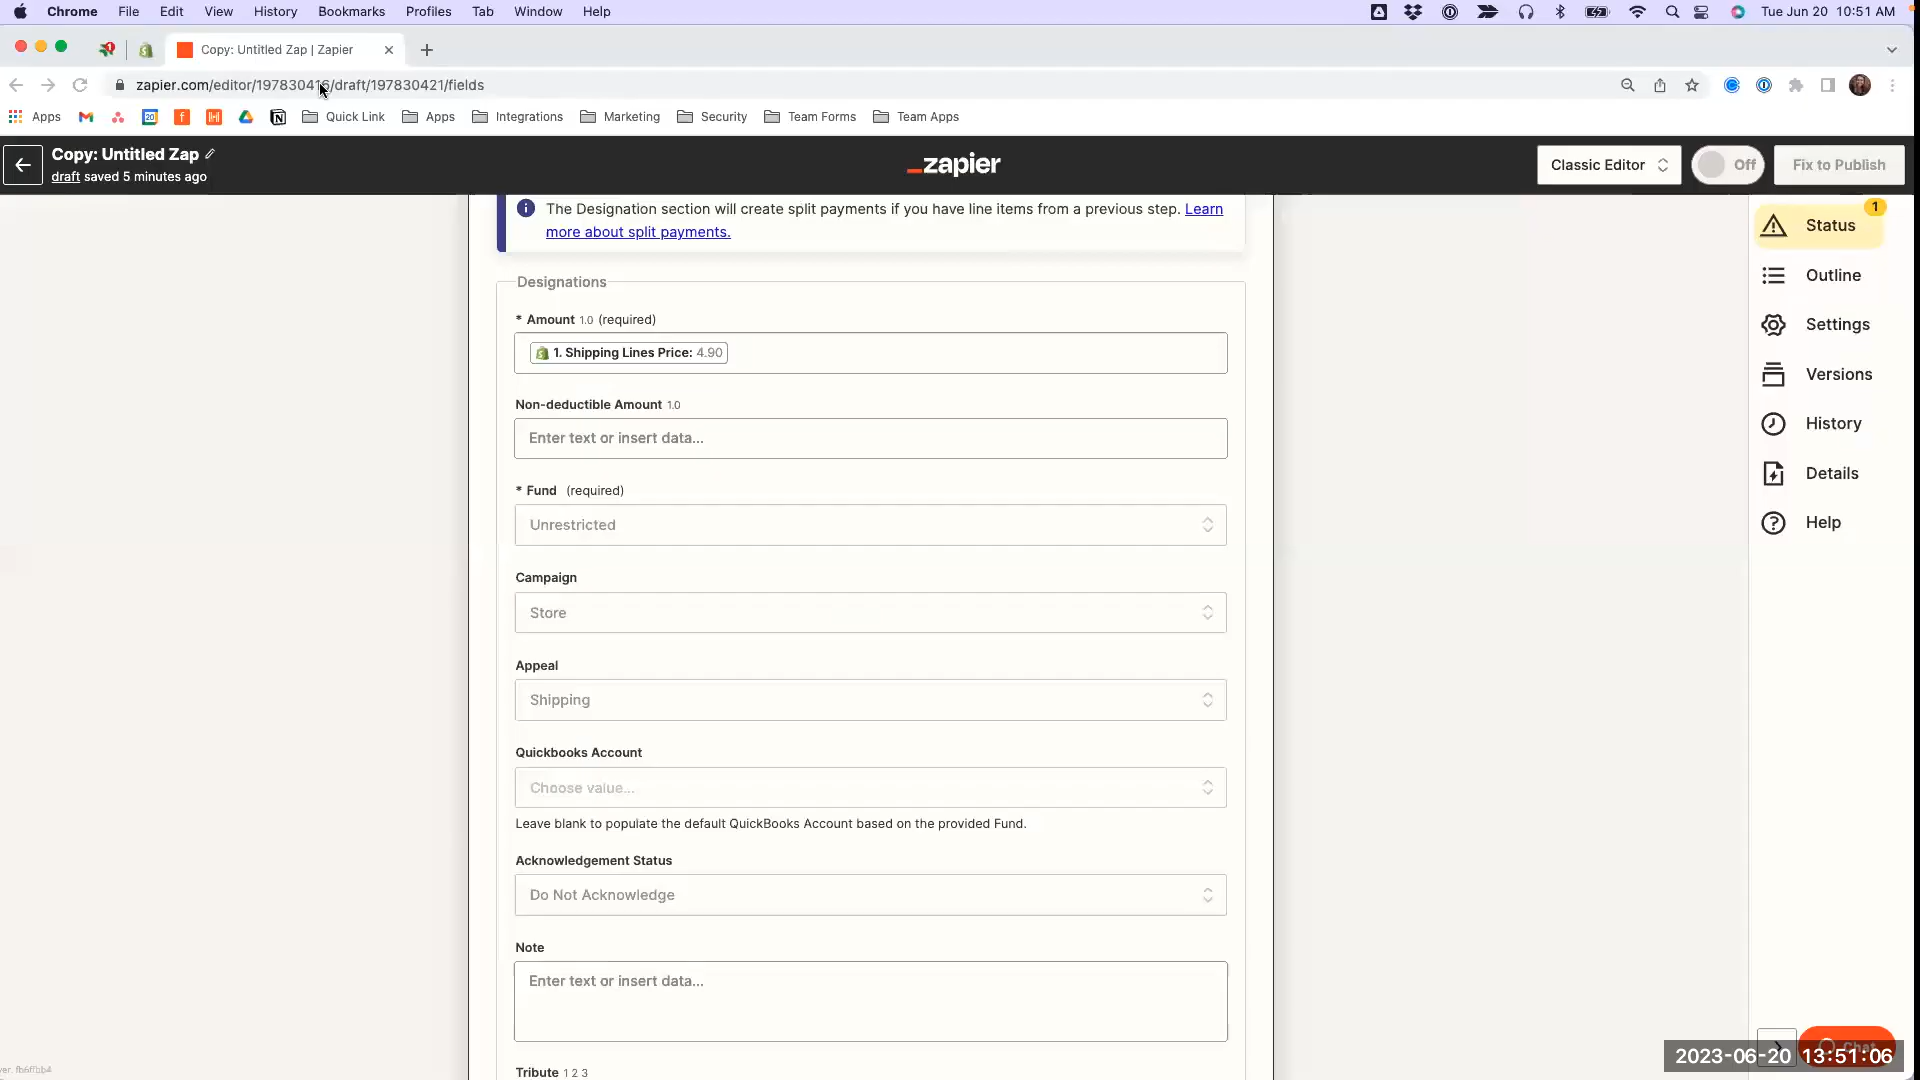 Chrome File Edit View History Bookmarks Profiles Tab Window Help Tue Jun 20 10:51 AM
Copy: Untitled Zap | Zapier
zapier.com/editor/197830416/draft/197830421/fields
Apps Quick Link Apps Integrations Marketing Security Team Forms Team Apps
Copy: Untitled Zap
draft saved 5 minutes ago
_zapier
Classic Editor
Off
Fix to Publish
The Designation section will create split payments if you have line items from a previous step. Learn
more about split payments.
Designations
* Amount 1.0 (required)
1. Shipping Lines Price: 4.90
Non-deductible Amount 1.0
Enter text or insert data...
* Fund (required)
Unrestricted
Campaign
Store
Appeal
Shipping
Quickbooks Account
Choose value...
Leave blank to populate the default QuickBooks Account based on the provided Fund.
Acknowledgement Status
Do Not Acknowledge
Note
Enter text or insert data...
Tribute 1 2 3
1
Status
Outline
Settings
Versions
History
Details
Help
2023-06-20 13:51:06